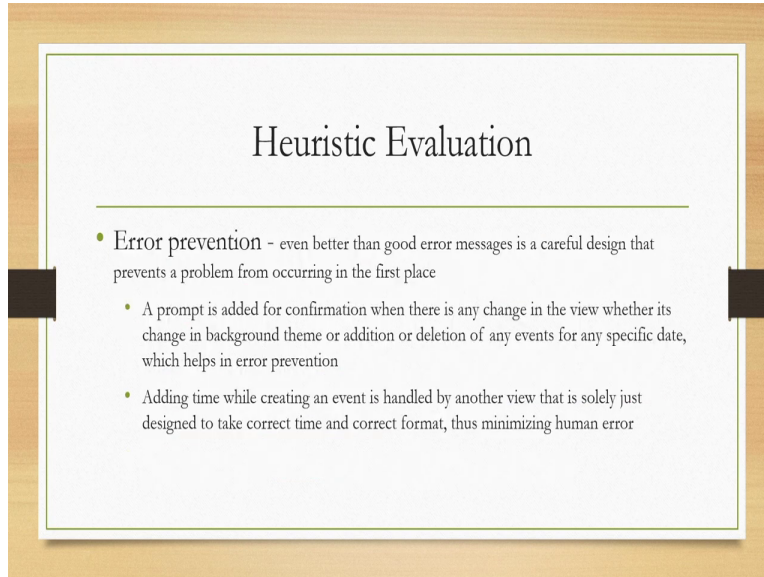 Heuristic Evaluation
• Error prevention - even better than good error messages is a careful design that
prevents a problem from occurring in the first place
• A prompt is added for confirmation when there is any change in the view whether its
change in background theme or addition or deletion of any events for any specific date,
which helps in error prevention
• Adding time while creating an event is handled by another view that is solely just
designed to take correct time and correct format, thus minimizing human error